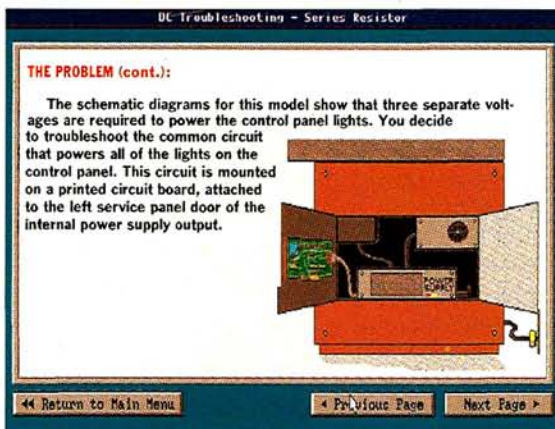 DC Troubleshooting - Series Resistor
THE PROBLEM (cont.):
The schematic diagrams for this model show that three separate volt-
ages are required to power the control panel lights. You decide
to troubleshoot the common circuit
that powers all of the lights on the
control panel. This circuit is mounted
on a printed circuit board, attached
to the left service panel door of the
internal power supply output.
POWER
SUPPLY
Return to Main Menu
Previous Page
Next Page